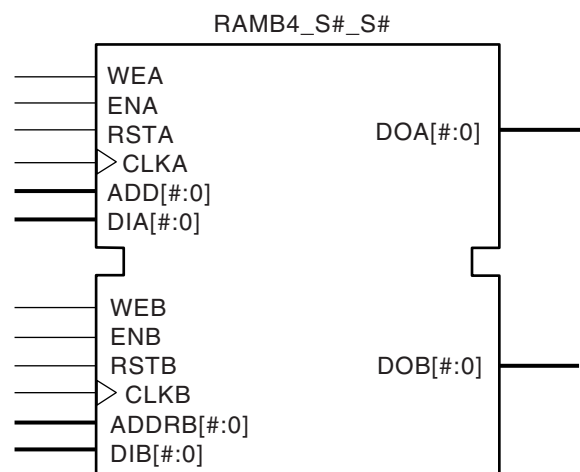 RAMB4_S#_S#
WEA
ENA
RSTA
DOA[#:0]
CLKA
ADD[#:0]
DIA[#:0]
WEB
ENB
RSTB
DOB[#:0]
CLKB
ADDRB[#:0]
DIB[#:0]